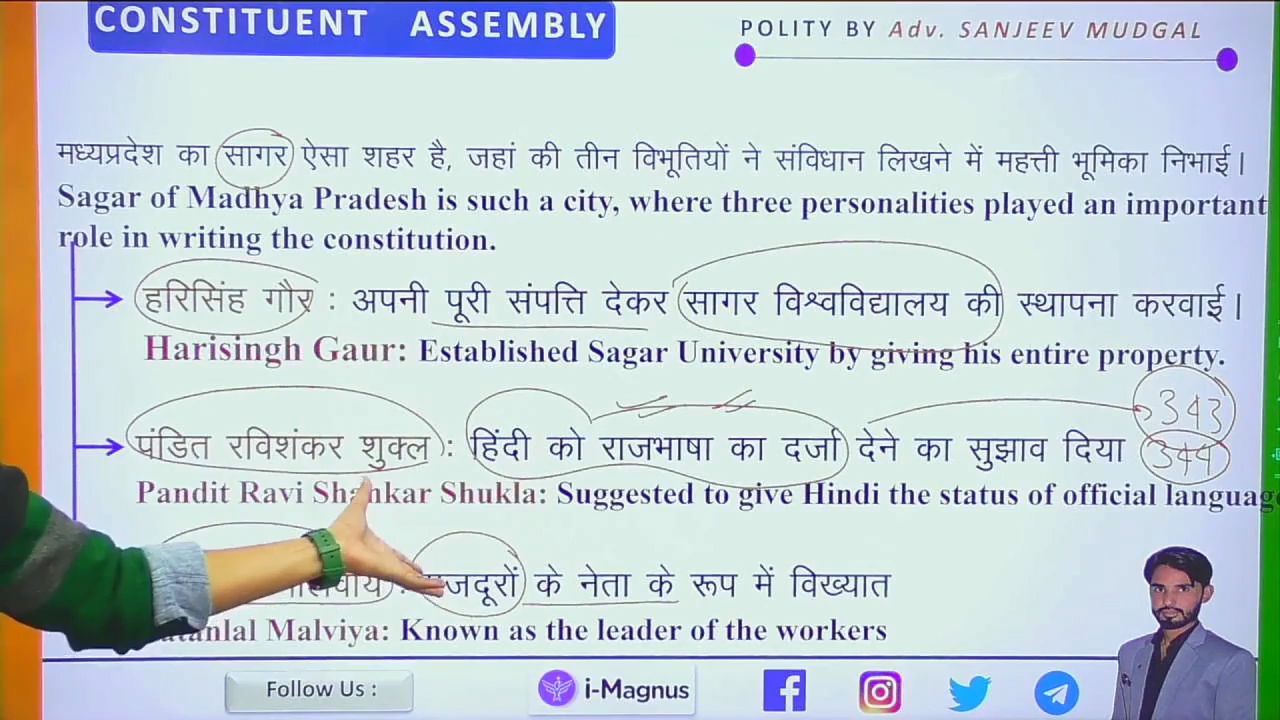 CONSTITUENT ASSEMBLY
POLITY BY Adv. SANJEEV MUDGAL
मध्यप्रदेश का सागर ऐसा शहर है, जहां की तीन विभूतियों ने संविधान लिखने में महत्ती भूमिका निभाई।
Sagar of Madhya Pradesh is such a city, where three personalities played an important
role in writing the constitution.
हरिसिंह गौर : अपनी पूरी संपत्ति देकर सागर विश्वविद्यालय की स्थापना करवाई।
Harisingh Gaur: Established Sagar University by giving his entire property.
343
पंडित रविशंकर शुक्ल : हिंदी को राजभाषा का दर्जा देने का सुझाव दिया 344
Pandit Ravi Shankar Shukla: Suggested to give Hindi the status of official language
: मजदूरों के नेता के रूप में विख्यात
Malviya: Known as the leader of the workers
Follow Us :
i-Magnus